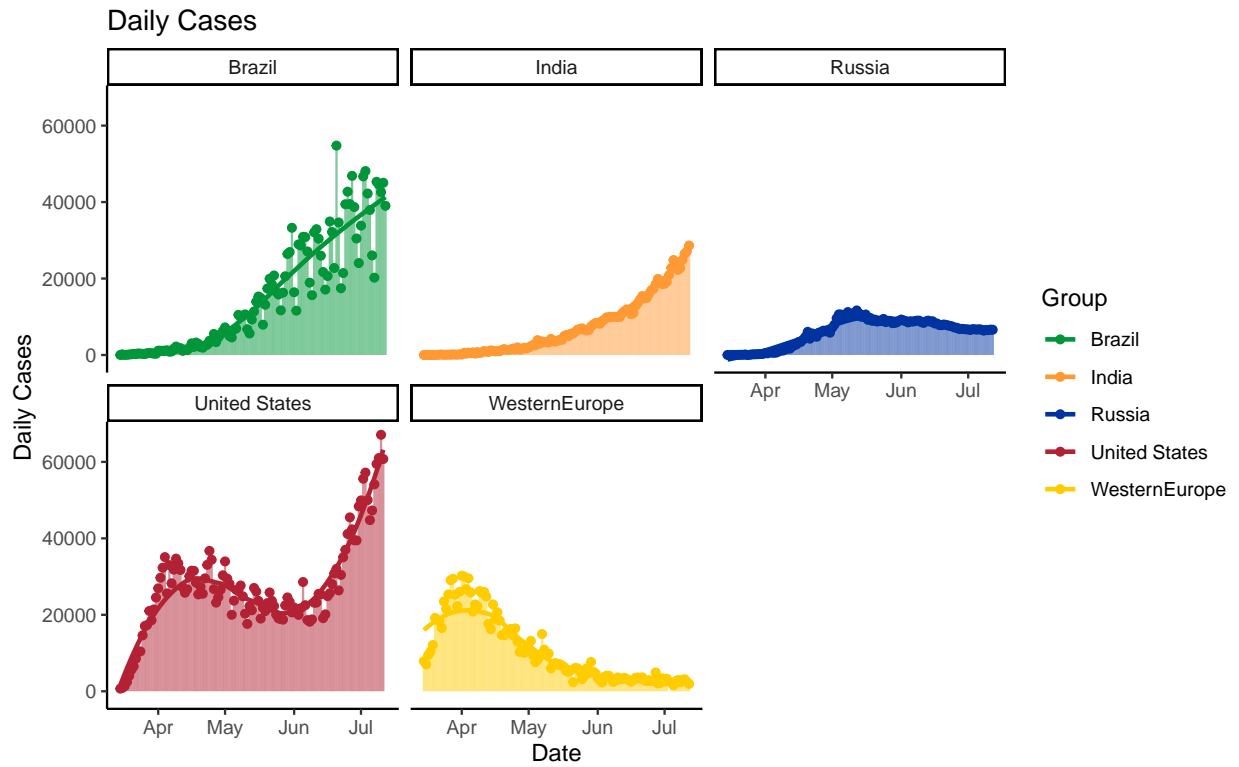 Daily Cases
Brazil
India
Russia
60000
40000
20000
0
Apr May Jun Jul
United States
WesternEurope
60000
40000
20000
0
Apr May Jun Jul
Apr May Jun Jul
Daily Cases
Date
Group
Brazil
India
Russia
United States
WesternEurope